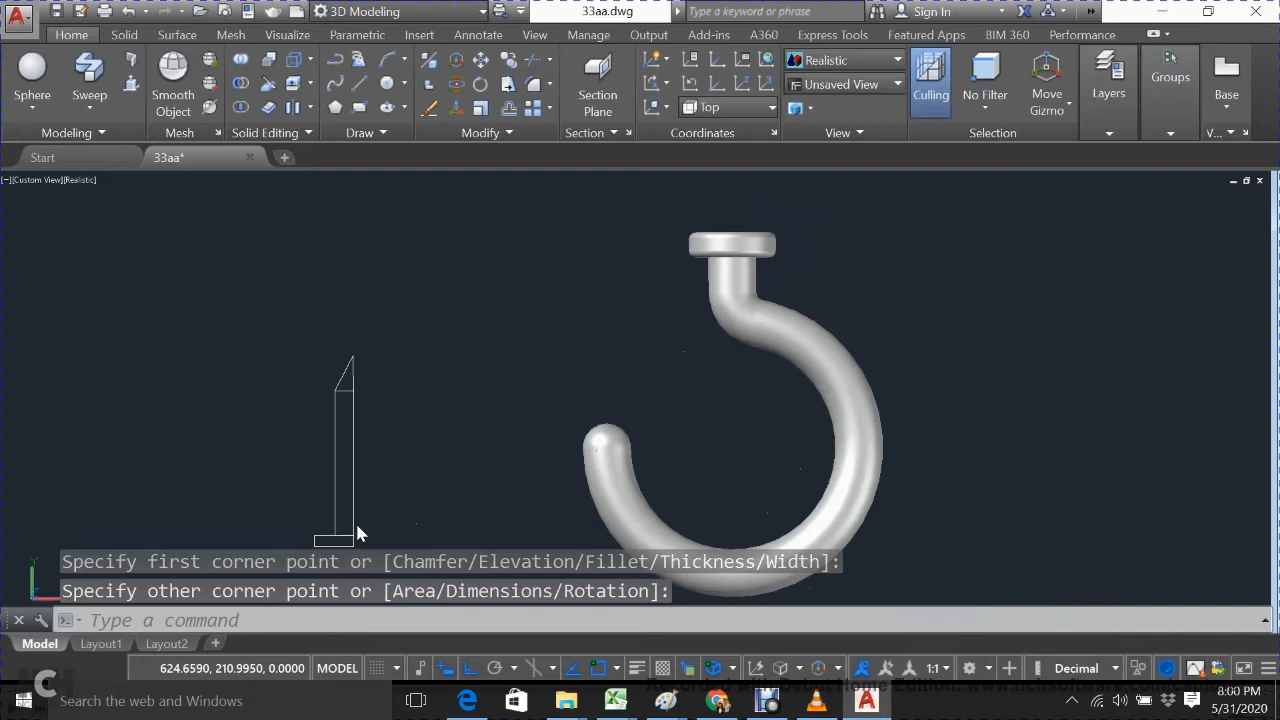 3D Modeling
33aa.dwg
Type a keyword or phrase
Sign In
Home
Solid
Surface
Mesh
Visualize
Parametric
Insert
Annotate
View
Manage
Output
Add-ins
A360
Express Tools
Featured Apps
BIM 360
Performance
Sphere
Sweep
Smooth Object
Section Plane
Realistic
Unsaved View
Top
Culling
No Filter
Move Gizmo
Layers
Groups
Base
Modeling
Mesh
Solid Editing
Draw
Modify
Section
Coordinates
View
Selection
V...
Start
33aa*
[−][Custom View][Realistic]
Specify first corner point or [Chamfer/Elevation/Fillet/Thickness/Width]:
Specify other corner point or [Area/Dimensions/Rotation]:
Type a command
Model
Layout1
Layout2
624.6590, 210.9950, 0.0000
MODEL
1:1
Decimal
Search the web and Windows
8:00 PM
5/31/2020